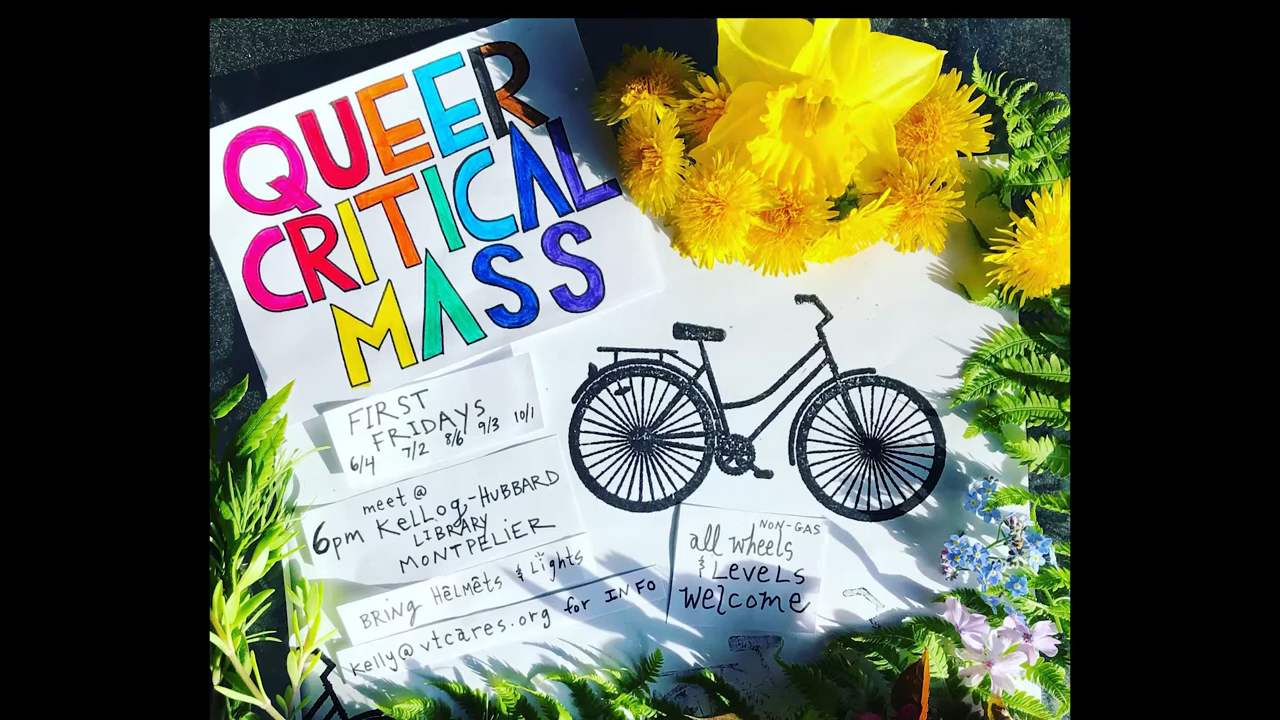 QUEER
CRITICAL
MASS
FIRST
FRIDAYS
6/4 7/2 8/6 9/3 10/1
meet @
6pm KELLOg-HUBBARD
LIBRARY
MONTPELIER
BRING HELMETS & Lights
Kelly@vtcares.org for INFO
NON-GAS
all wheels
& LeveLs
welcome